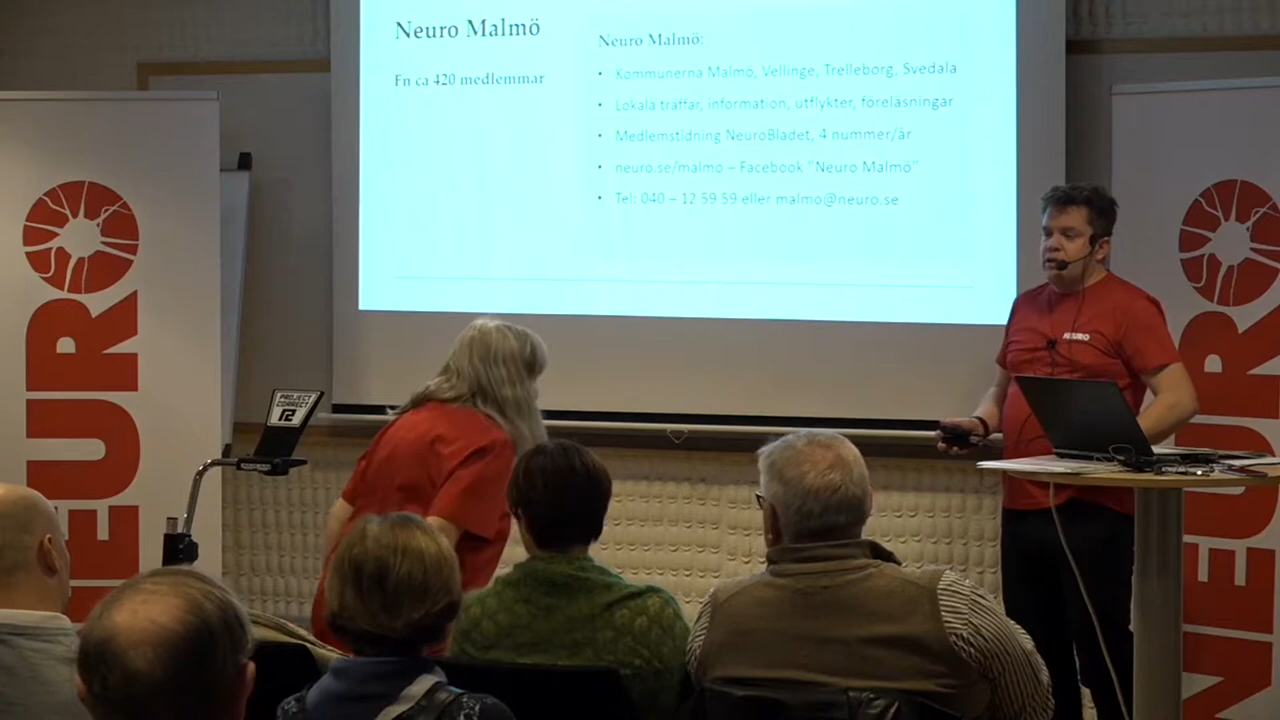 Neuro Malmö
Fn ca 420 medlemmar
Neuro Malmö:
• Kommunerna Malmö, Vellinge, Trelleborg, Svedala
• Lokala träffar, information, utflykter, föreläsningar
• Medlemstidning NeuroBladet, 4 nummer/år
• neuro.se/malmo – Facebook ”Neuro Malmö”
• Tel: 040 – 12 59 59 eller malmo@neuro.se
NEURO
PROJECT
CORRECT
NEURO
NEURO